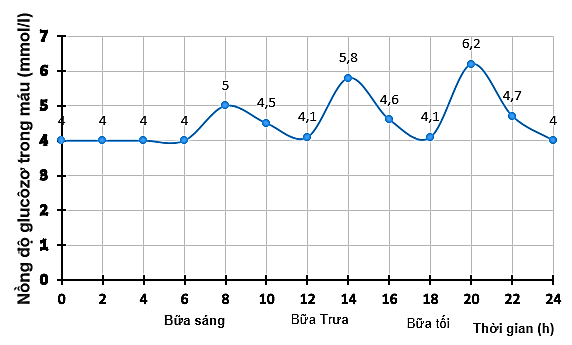 Nồng độ glucôzơ trong máu (mmol/l)
7
6
5
4
3
2
1
0
4 4 4 4 5 4,5 4,1 5,8 4,6 4,1 6,2 4,7 4
0 2 4 6 8 10 12 14 16 18 20 22 24
Bữa sáng Bữa Trưa Bữa tối Thời gian (h)